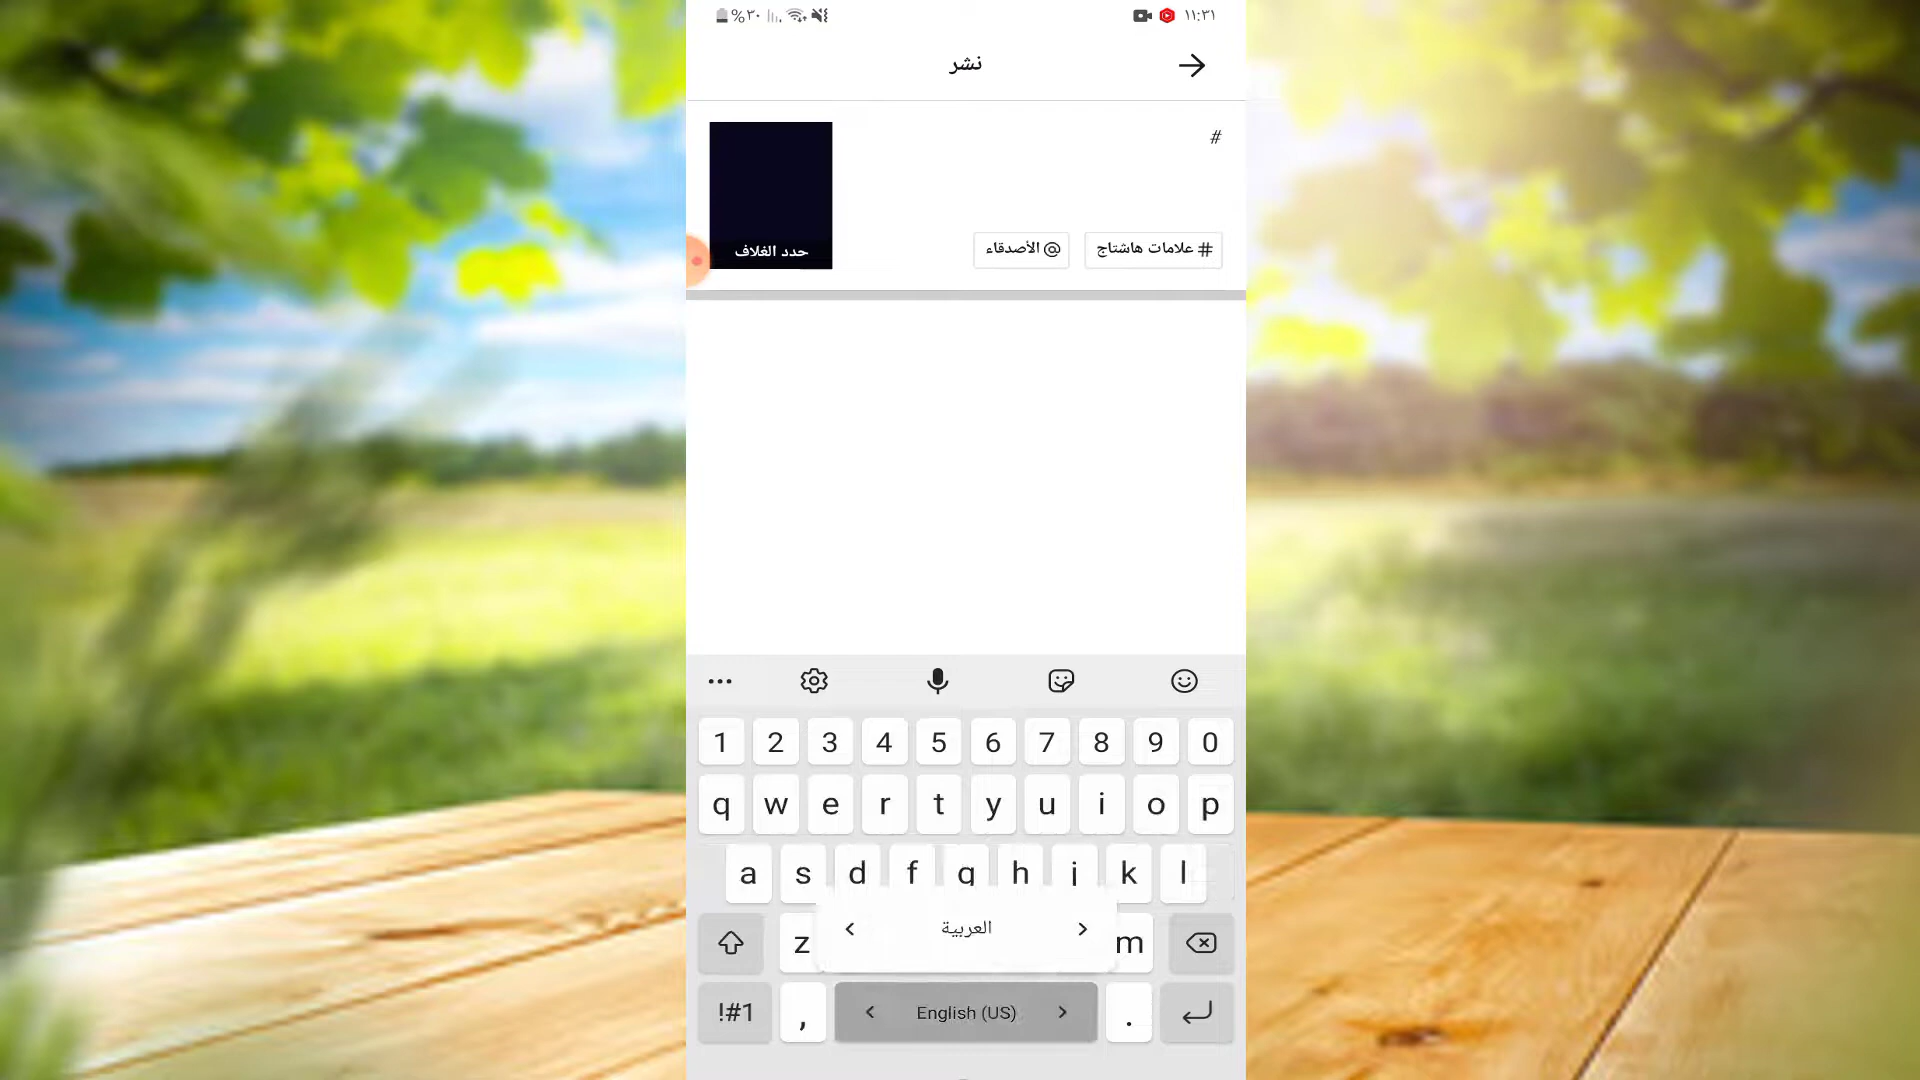 %٣٠ ١١:٣١
نشر
#
حدد الغلاف
# علامات هاشتاج @ الأصدقاء
1 2 3 4 5 6 7 8 9 0
q w e r t y u i o p
a s d f g h j k l
z m
العربية
!#1 , English (US) .